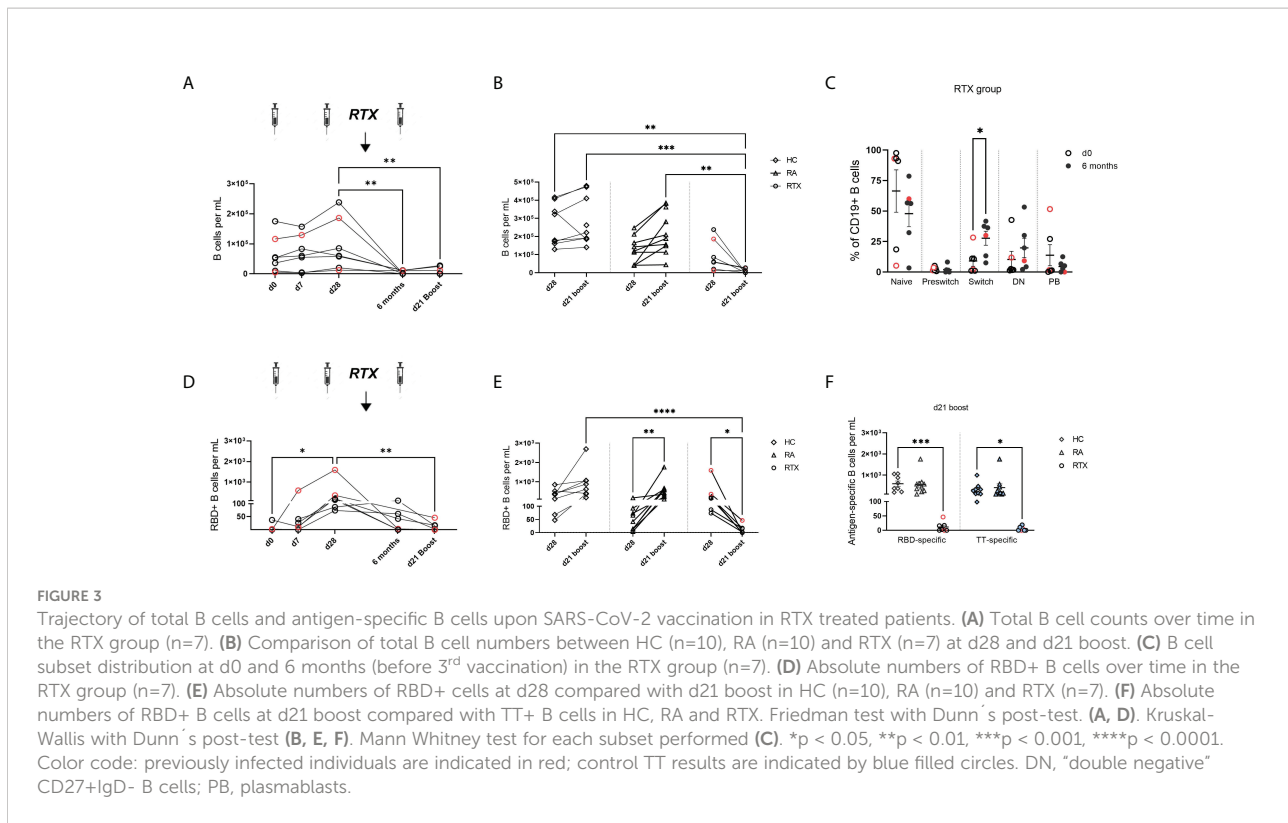 A
RTX
**
**
3×10⁵
2×10⁵
1×10⁵
0
B cells per mL
d0
d7
d28
6 months
d21 Boost
B
**
***
**
HC
RA
RTX
5×10⁵
4×10⁵
3×10⁵
2×10⁵
1×10⁵
0
B cells per mL
d28
d21 boost
d28
d21 boost
d28
d21 boost
C
RTX group
*
d0
6 months
100
75
50
25
0
% of CD19+ B cells
Naive
Preswitch
Switch
DN
PB
D
RTX
*
**
3×10³
2×10³
1×10³
100
50
RBD+ B cells per mL
d0
d7
d28
6 months
d21 Boost
E
****
**
*
HC
RA
RTX
3×10³
2×10³
1×10³
100
50
0
RBD+ B cells per mL
d28
d21 boost
d28
d21 boost
d28
d21 boost
F
d21 boost
***
*
HC
RA
RTX
3×10³
2×10³
1×10³
100
50
0
Antigen-specific B cells per mL
RBD-specific
TT-specific
FIGURE 3
Trajectory of total B cells and antigen-specific B cells upon SARS-CoV-2 vaccination in RTX treated patients. (A) Total B cell counts over time in
the RTX group (n=7). (B) Comparison of total B cell numbers between HC (n=10), RA (n=10) and RTX (n=7) at d28 and d21 boost. (C) B cell
subset distribution at d0 and 6 months (before 3rd vaccination) in the RTX group (n=7). (D) Absolute numbers of RBD+ B cells over time in the
RTX group (n=7). (E) Absolute numbers of RBD+ cells at d28 compared with d21 boost in HC (n=10), RA (n=10) and RTX (n=7). (F) Absolute
numbers of RBD+ B cells at d21 boost compared with TT+ B cells in HC, RA and RTX. Friedman test with Dunn´s post-test. (A, D). Kruskal-
Wallis with Dunn´s post-test (B, E, F). Mann Whitney test for each subset performed (C). *p < 0.05, **p < 0.01, ***p < 0.001, ****p < 0.0001.
Color code: previously infected individuals are indicated in red; control TT results are indicated by blue filled circles. DN, “double negative”
CD27+IgD- B cells; PB, plasmablasts.